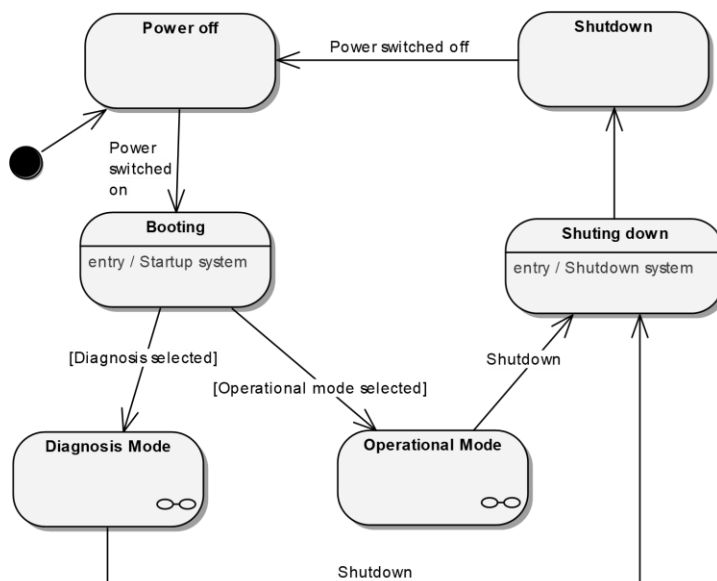 Power off
Shutdown
Power switched off
Power
switched
on
Booting
entry / Startup system
Shuting down
entry / Shutdown system
[Diagnosis selected]
Shutdown
[Operational mode selected]
Diagnosis Mode
Operational Mode
Shutdown